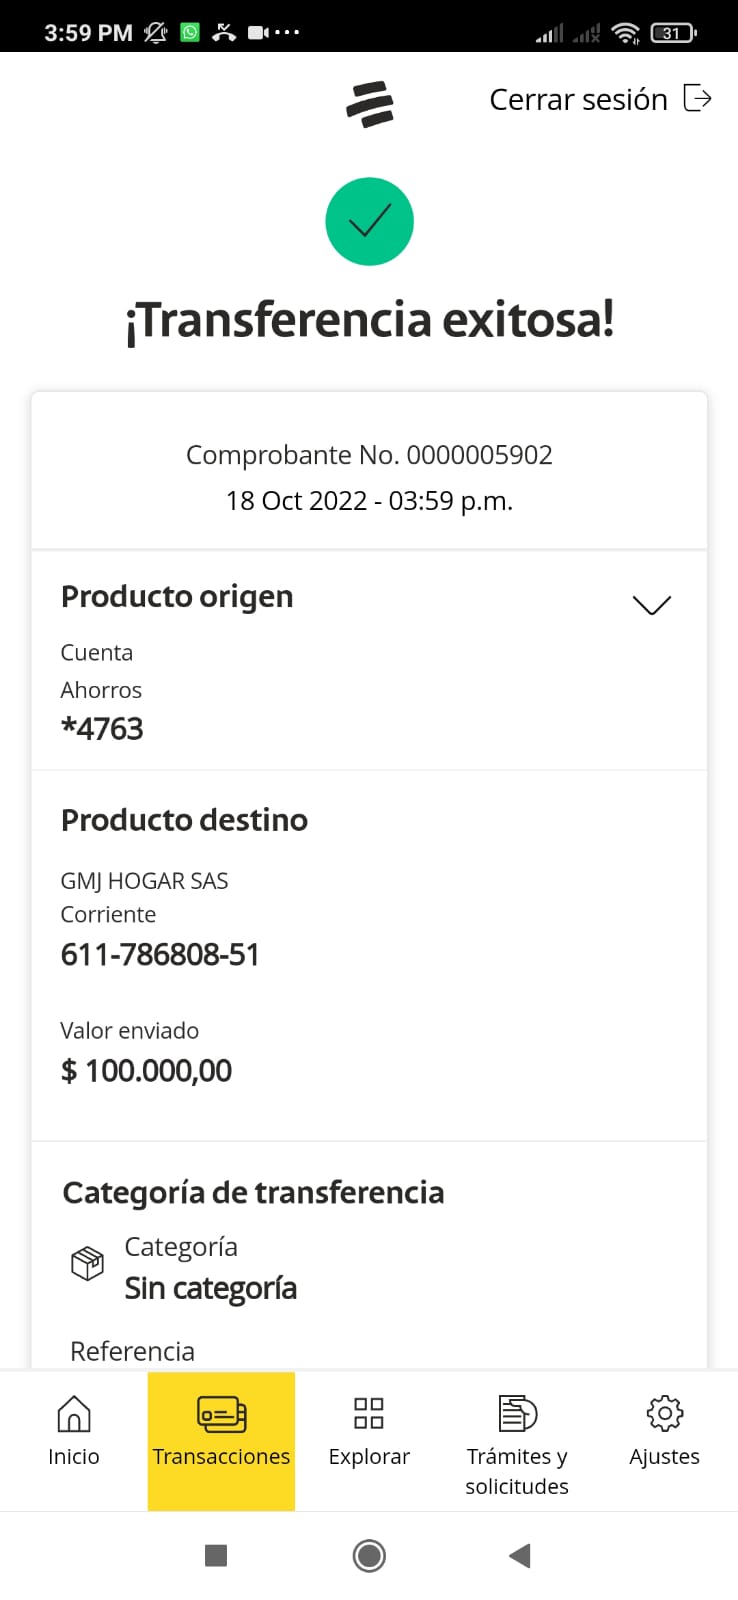 3:59 PM
31
Cerrar sesión
¡Transferencia exitosa!
Comprobante No. 0000005902
18 Oct 2022 - 03:59 p.m.
Producto origen
Cuenta
Ahorros
*4763
Producto destino
GMJ HOGAR SAS
Corriente
611-786808-51
Valor enviado
$ 100.000,00
Categoría de transferencia
Categoría
Sin categoría
Referencia
Inicio
Transacciones
Explorar
Trámites y
solicitudes
Ajustes